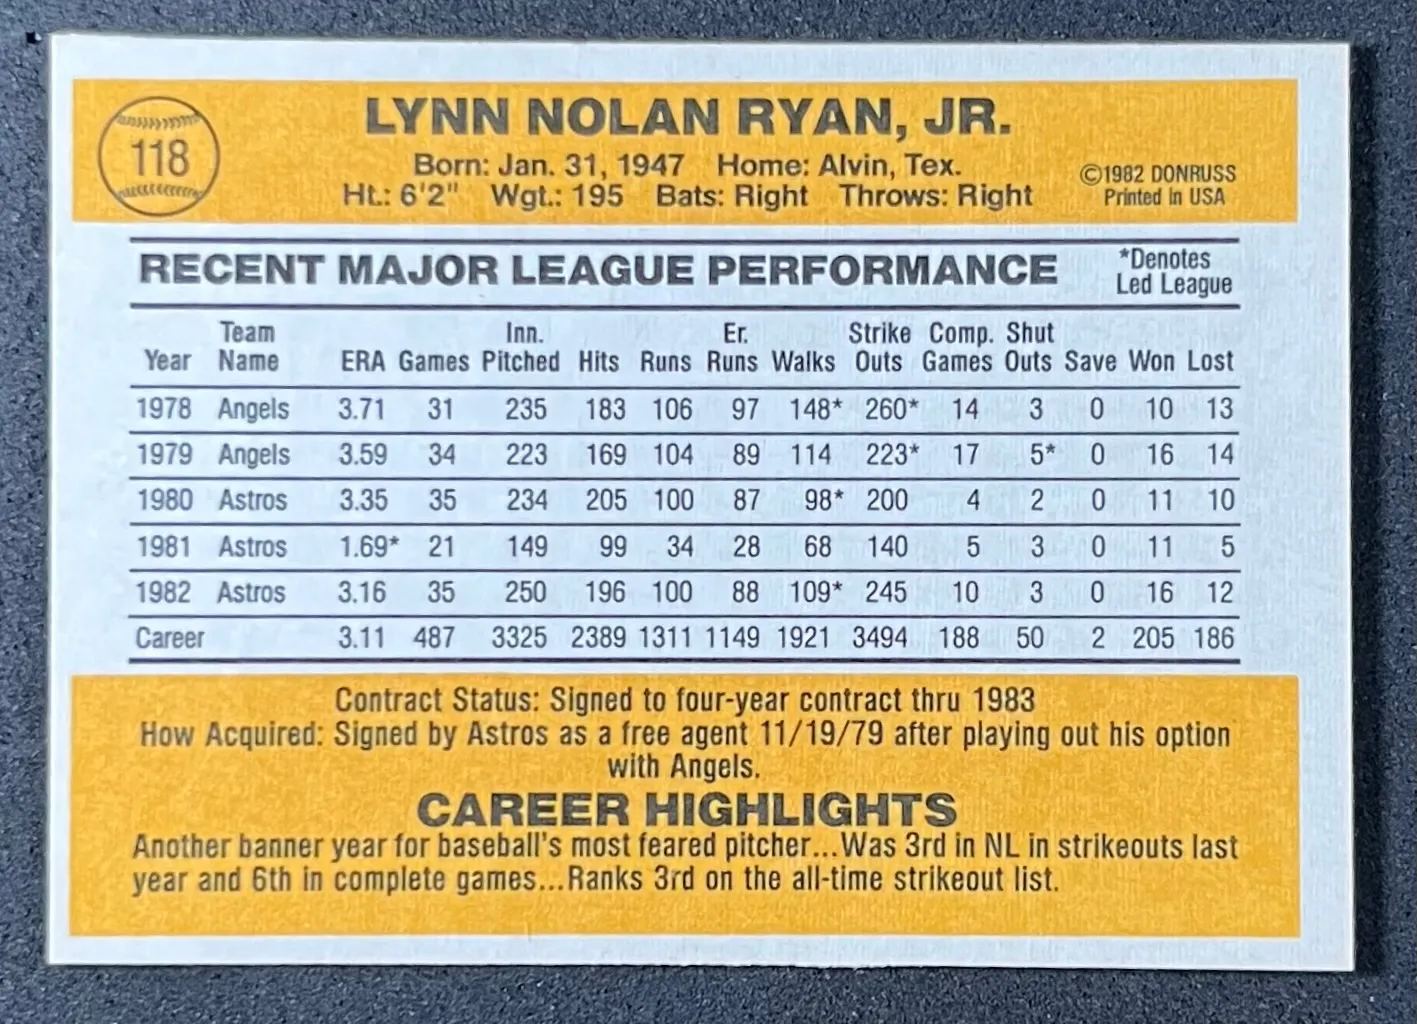 118
LYNN NOLAN RYAN, JR.
Born: Jan. 31, 1947 Home: Alvin, Tex.
Ht.: 6'2" Wgt.: 195 Bats: Right Throws: Right
©1982 DONRUSS
Printed in USA
RECENT MAJOR LEAGUE PERFORMANCE
*Denotes
Led League
Team Inn. Er. Strike Comp. Shut
Year Name ERA Games Pitched Hits Runs Runs Walks Outs Games Outs Save Won Lost
1978 Angels 3.71 31 235 183 106 97 148* 260* 14 3 0 10 13
1979 Angels 3.59 34 223 169 104 89 114 223* 17 5* 0 16 14
1980 Astros 3.35 35 234 205 100 87 98* 200 4 2 0 11 10
1981 Astros 1.69* 21 149 99 34 28 68 140 5 3 0 11 5
1982 Astros 3.16 35 250 196 100 88 109* 245 10 3 0 16 12
Career 3.11 487 3325 2389 1311 1149 1921 3494 188 50 2 205 186
Contract Status: Signed to four-year contract thru 1983
How Acquired: Signed by Astros as a free agent 11/19/79 after playing out his option
with Angels.
CAREER HIGHLIGHTS
Another banner year for baseball's most feared pitcher...Was 3rd in NL in strikeouts last
year and 6th in complete games...Ranks 3rd on the all-time strikeout list.